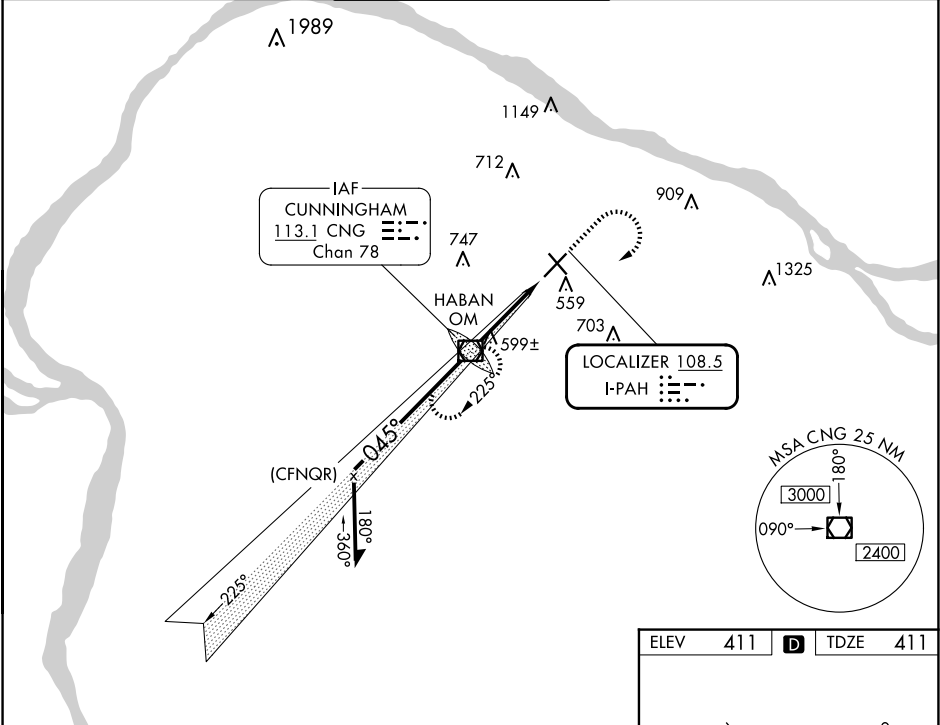 1989
1149
712
909
IAF
CUNNINGHAM
113.1 CNG
Chan 78
747
1325
HABAN
OM
559
599±
703
LOCALIZER 108.5
I-PAH
225°
045°
(CFNQR)
180°
360°
225°
MSA CNG 25 NM
180°
3000
090°
2400
ELEV 411 D TDZE 411